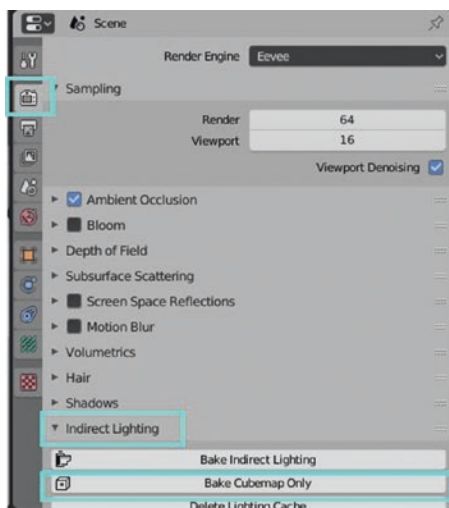 Scene
Render Engine Eevee
Sampling
Render 64
Viewport 16
Viewport Denoising
Ambient Occlusion
Bloom
Depth of Field
Subsurface Scattering
Screen Space Reflections
Motion Blur
Volumetrics
Hair
Shadows
Indirect Lighting
Bake Indirect Lighting
Bake Cubemap Only
Delete Lighting Cache